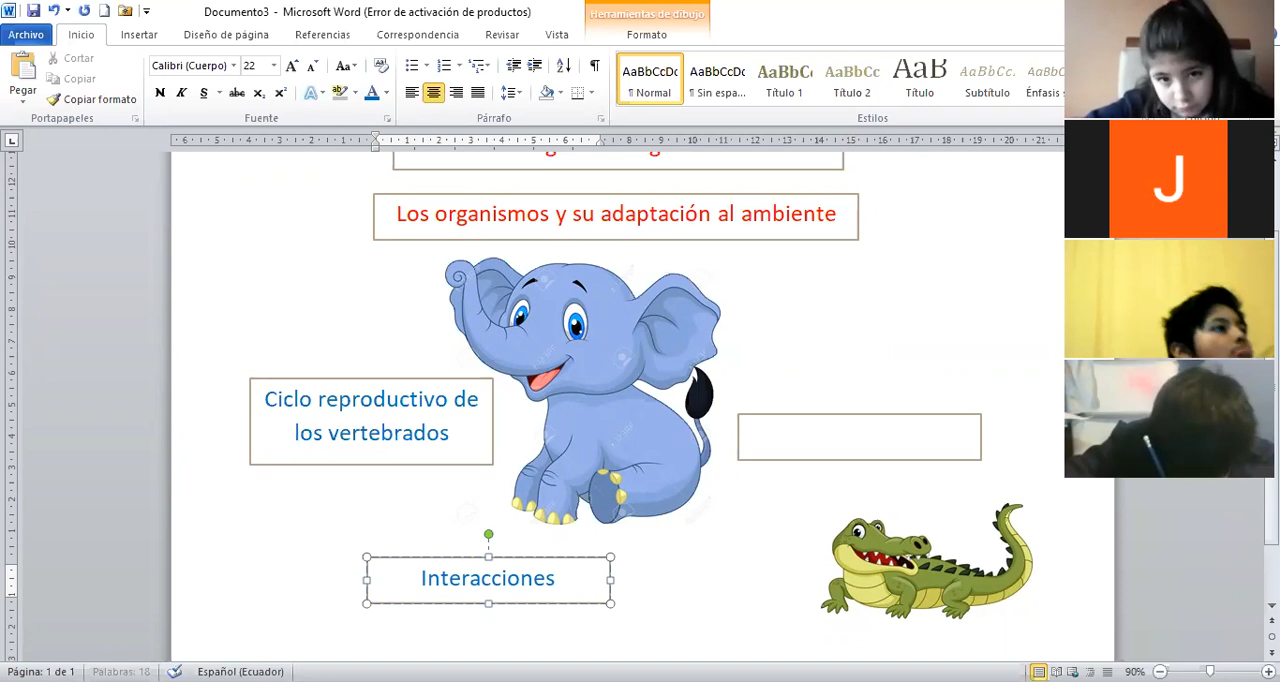 Documento3 - Microsoft Word (Error de activación de productos)
Herramientas de dibujo
Archivo
Inicio
Insertar
Diseño de página
Referencias
Correspondencia
Revisar
Vista
Formato
Pegar
Cortar
Copiar
Copiar formato
Portapapeles
Calibri (Cuerpo)
22
Fuente
Párrafo
AaBbCcDc
¶ Normal
AaBbCcDc
¶ Sin espa...
AaBbC
Título 1
AaBbCc
Título 2
AaB
Título
AaBbCcL
Subtítulo
AaBbCcL
Énfasis
Estilos
Los organismos y su adaptación al ambiente
Ciclo reproductivo de
los vertebrados
Interacciones
J
Página: 1 de 1
Palabras: 18
Español (Ecuador)
90%